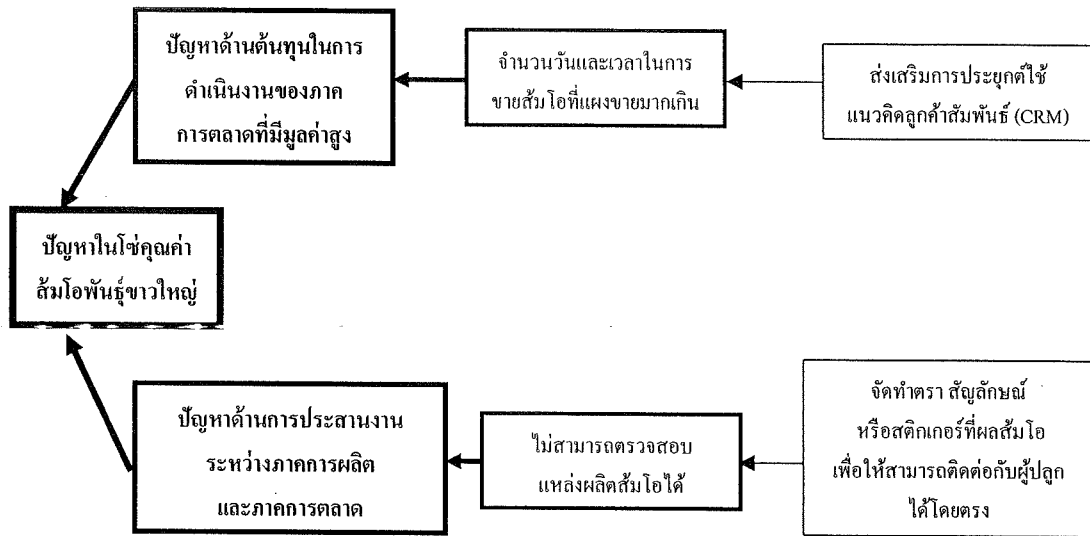 ปัญหาด้านต้นทุนในการ
ดำเนินงานของภาค
การตลาดที่มีมูลค่าสูง
จำนวนวันและเวลาในการ
ขายส้มโอที่แผงขายมากเกิน
ส่งเสริมการประยุกต์ใช้
แนวคิดลูกค้าสัมพันธ์ (CRM)
ปัญหาในโซ่คุณค่า
ส้มโอพันธุ์ขาวใหญ่
ปัญหาด้านการประสานงาน
ระหว่างภาคการผลิต
และภาคการตลาด
ไม่สามารถตรวจสอบ
แหล่งผลิตส้มโอได้
จัดทำตรา สัญลักษณ์
หรือสติกเกอร์ที่ผลส้มโอ
เพื่อให้สามารถติดต่อกับผู้ปลูก
ได้โดยตรง